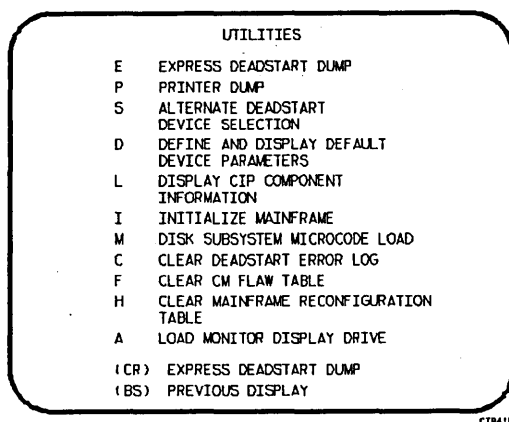 UTILITIES
E EXPRESS DEADSTART DUMP
P PRINTER DUMP
S ALTERNATE DEADSTART
DEVICE SELECTION
D DEFINE AND DISPLAY DEFAULT
DEVICE PARAMETERS
L DISPLAY CIP COMPONENT
INFORMATION
I INITIALIZE MAINFRAME
M DISK SUBSYSTEM MICROCODE LOAD
C CLEAR DEADSTART ERROR LOG
F CLEAR CM FLAW TABLE
H CLEAR MAINFRAME RECONFIGURATION
TABLE
A LOAD MONITOR DISPLAY DRIVE
(CR) EXPRESS DEADSTART DUMP
(BS) PREVIOUS DISPLAY